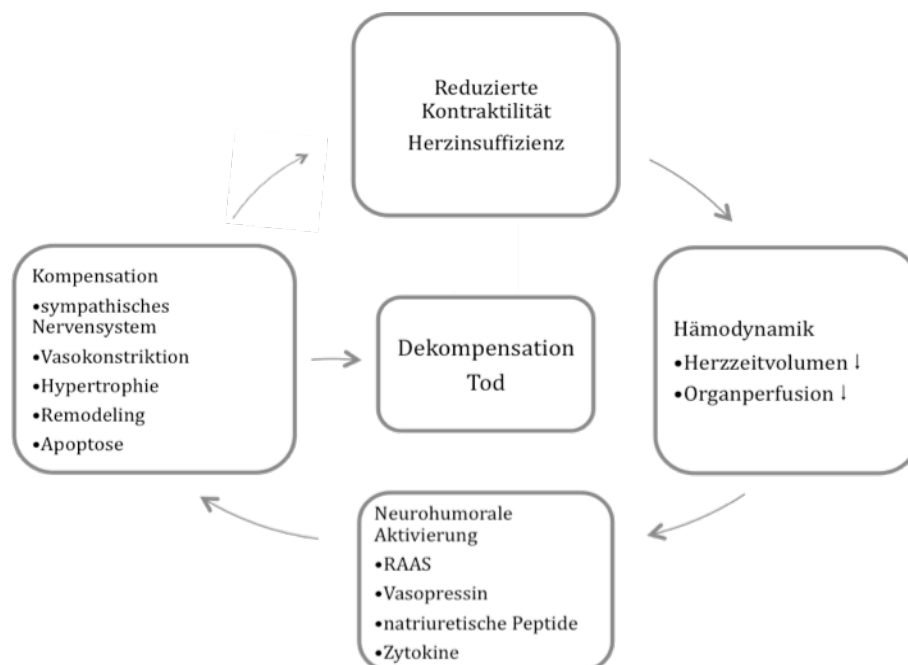 Reduzierte
Kontraktilität
Herzinsuffizienz
Kompensation
•sympathisches
Nervensystem
•Vasokonstriktion
•Hypertrophie
•Remodeling
•Apoptose
Dekompensation
Tod
Hämodynamik
•Herzzeitvolumen ↓
•Organperfusion ↓
Neurohumorale
Aktivierung
•RAAS
•Vasopressin
•natriuretische Peptide
•Zytokine